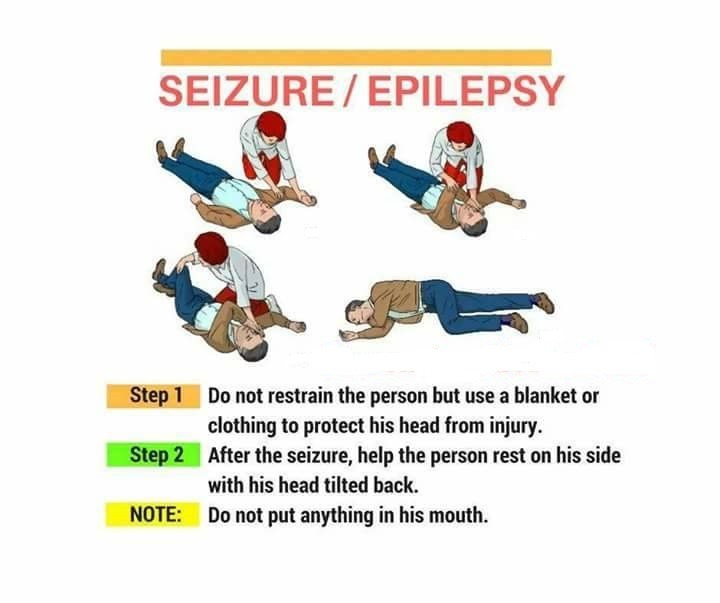 SEIZURE / EPILEPSY
Step 1 Do not restrain the person but use a blanket or
clothing to protect his head from injury.
Step 2 After the seizure, help the person rest on his side
with his head tilted back.
NOTE: Do not put anything in his mouth.